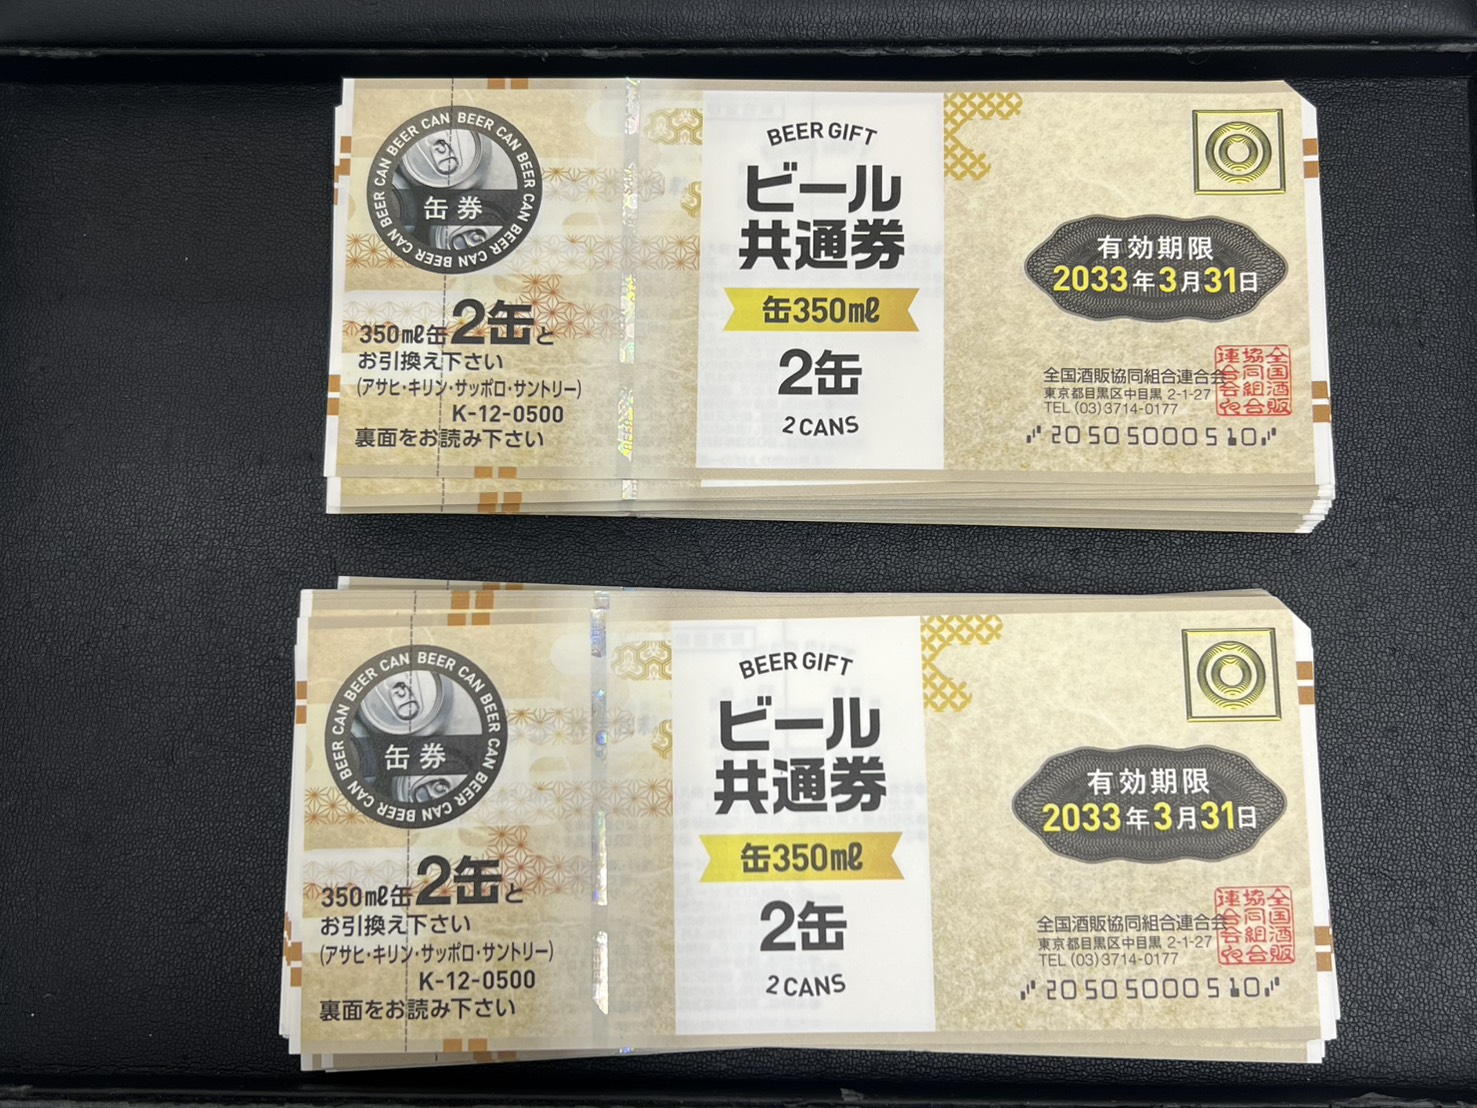 BEER CAN BEER CAN BEER CAN BEER CAN BEER CAN BEER CAN
缶券
350㎖缶2缶と
お引換え下さい
(アサヒ・キリン・サッポロ・サントリー)
K-12-0500
裏面をお読み下さい
BEER GIFT
ビール
共通券
缶350㎖
2缶
2 CANS
有効期限
2033年3月31日
全国酒販協同組合連合会
東京都目黒区中目黒 2-1-27
TEL (03)3714-0177
全国酒販
協同組合
連合会
20505000510
BEER CAN BEER CAN BEER CAN BEER CAN BEER CAN BEER CAN
缶券
350㎖缶2缶と
お引換え下さい
(アサヒ・キリン・サッポロ・サントリー)
K-12-0500
裏面をお読み下さい
BEER GIFT
ビール
共通券
缶350㎖
2缶
2 CANS
有効期限
2033年3月31日
全国酒販協同組合連合会
東京都目黒区中目黒 2-1-27
TEL (03)3714-0177
全国酒販
協同組合
連合会
20505000510